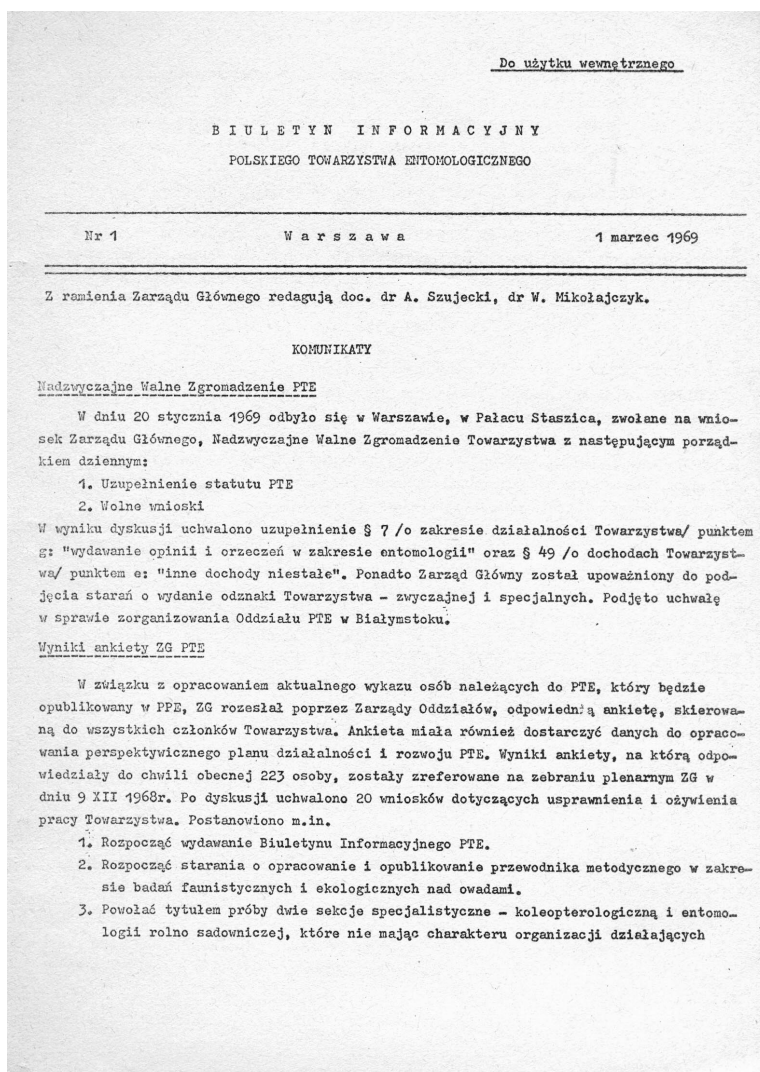 Do użytku wewnętrznego
BIULETYN INFORMACYJNY
POLSKIEGO TOWARZYSTWA ENTOMOLOGICZNEGO
Nr 1 Warszawa 1 marzec 1969
Z ramienia Zarządu Głównego redagują doc. dr A. Szujecki, dr W. Mikołajczyk.
KOMUNIKATY
Nadzwyczajne Walne Zgromadzenie PTE
W dniu 20 stycznia 1969 odbyło się w Warszawie, w Pałacu Staszica, zwołane na wnio-
sek Zarządu Głównego, Nadzwyczajne Walne Zgromadzenie Towarzystwa z następującym porząd-
kiem dziennym:
1. Uzupełnienie statutu PTE
2. Wolne wnioski
W wyniku dyskusji uchwalono uzupełnienie § 7 /o zakresie działalności Towarzystwa/ punktem
g: "wydawanie opinii i orzeczeń w zakresie entomologii" oraz § 49 /o dochodach Towarzyst-
wa/ punktem e: "inne dochody niestałe". Ponadto Zarząd Główny został upoważniony do pod-
jęcia starań o wydanie odznaki Towarzystwa - zwyczajnej i specjalnych. Podjęto uchwałę
w sprawie zorganizowania Oddziału PTE w Białymstoku.
Wyniki ankiety ZG PTE
W związku z opracowaniem aktualnego wykazu osób należących do PTE, który będzie
opublikowany w PPE, ZG rozesłał poprzez Zarządy Oddziałów, odpowiednią ankietę, skierowa-
ną do wszystkich członków Towarzystwa. Ankieta miała również dostarczyć danych do opraco-
wania perspektywicznego planu działalności i rozwoju PTE. Wyniki ankiety, na którą odpo-
wiedziały do chwili obecnej 223 osoby, zostały zreferowane na zebraniu plenarnym ZG w
dniu 9 XII 1968r. Po dyskusji uchwalono 20 wniosków dotyczących usprawnienia i ożywienia
pracy Towarzystwa. Postanowiono m.in.
1. Rozpocząć wydawanie Biuletynu Informacyjnego PTE.
2. Rozpocząć starania o opracowanie i opublikowanie przewodnika metodycznego w zakre-
sie badań faunistycznych i ekologicznych nad owadami.
3. Powołać tytułem próby dwie sekcje specjalistyczne - koleopterologiczną i entomo-
logii rolno sadowniczej, które nie mając charakteru organizacji działających